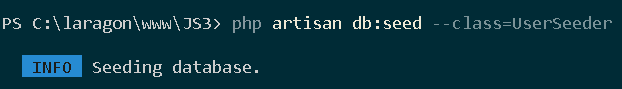 PS C:\laragon\www\JS3> php artisan db:seed --class=UserSeeder
INFO Seeding database.